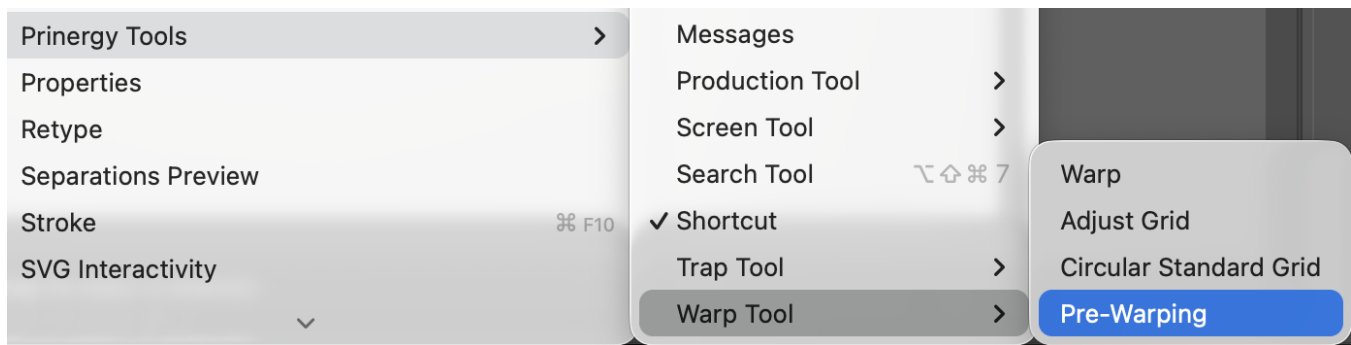 Prinergy Tools
Properties
Retype
Separations Preview
Stroke ⌘ F10
SVG Interactivity
Messages
Production Tool
Screen Tool
Search Tool ⌥⇧⌘ 7
✓ Shortcut
Trap Tool
Warp Tool
Warp
Adjust Grid
Circular Standard Grid
Pre-Warping